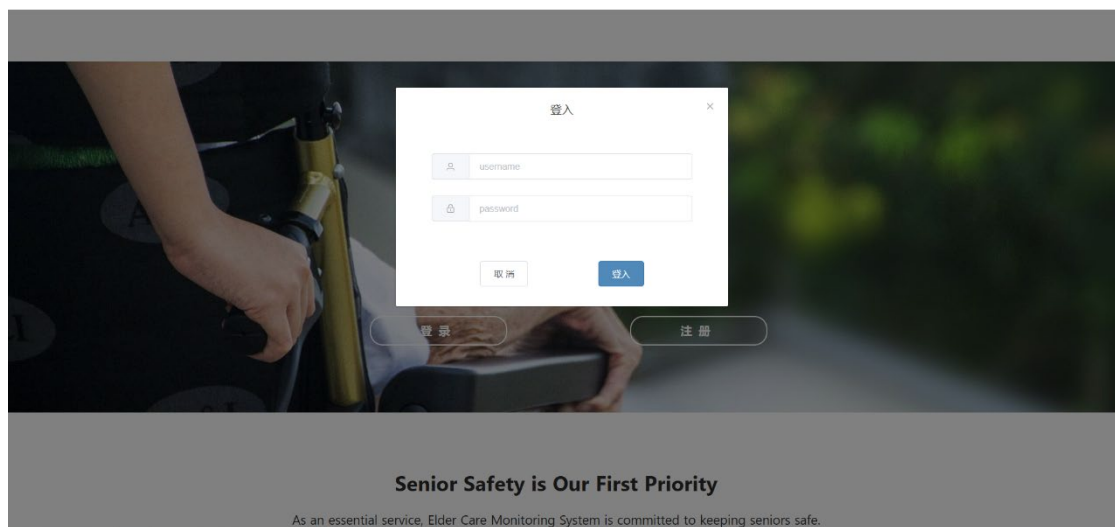 登入
×
username
password
取消
登入
登录
注册
Senior Safety is Our First Priority
As an essential service, Elder Care Monitoring System is committed to keeping seniors safe.